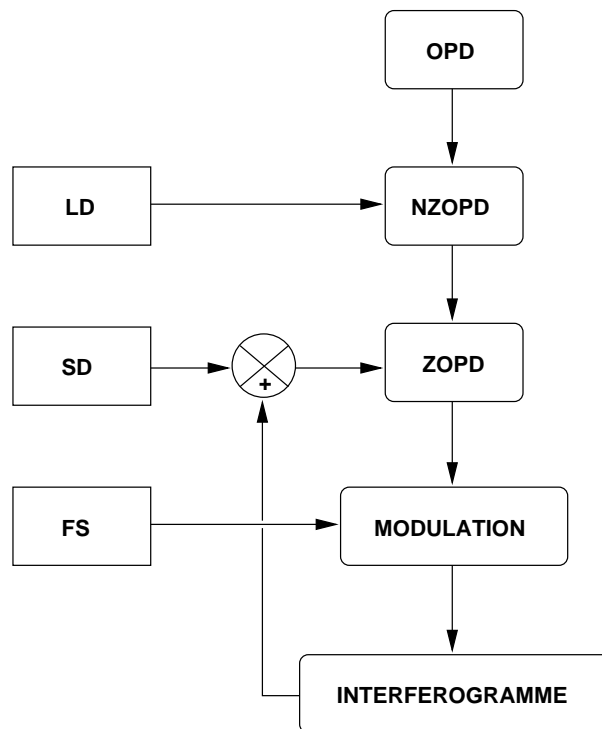 OPD
LD
NZOPD
SD
+
ZOPD
FS
MODULATION
INTERFEROGRAMME